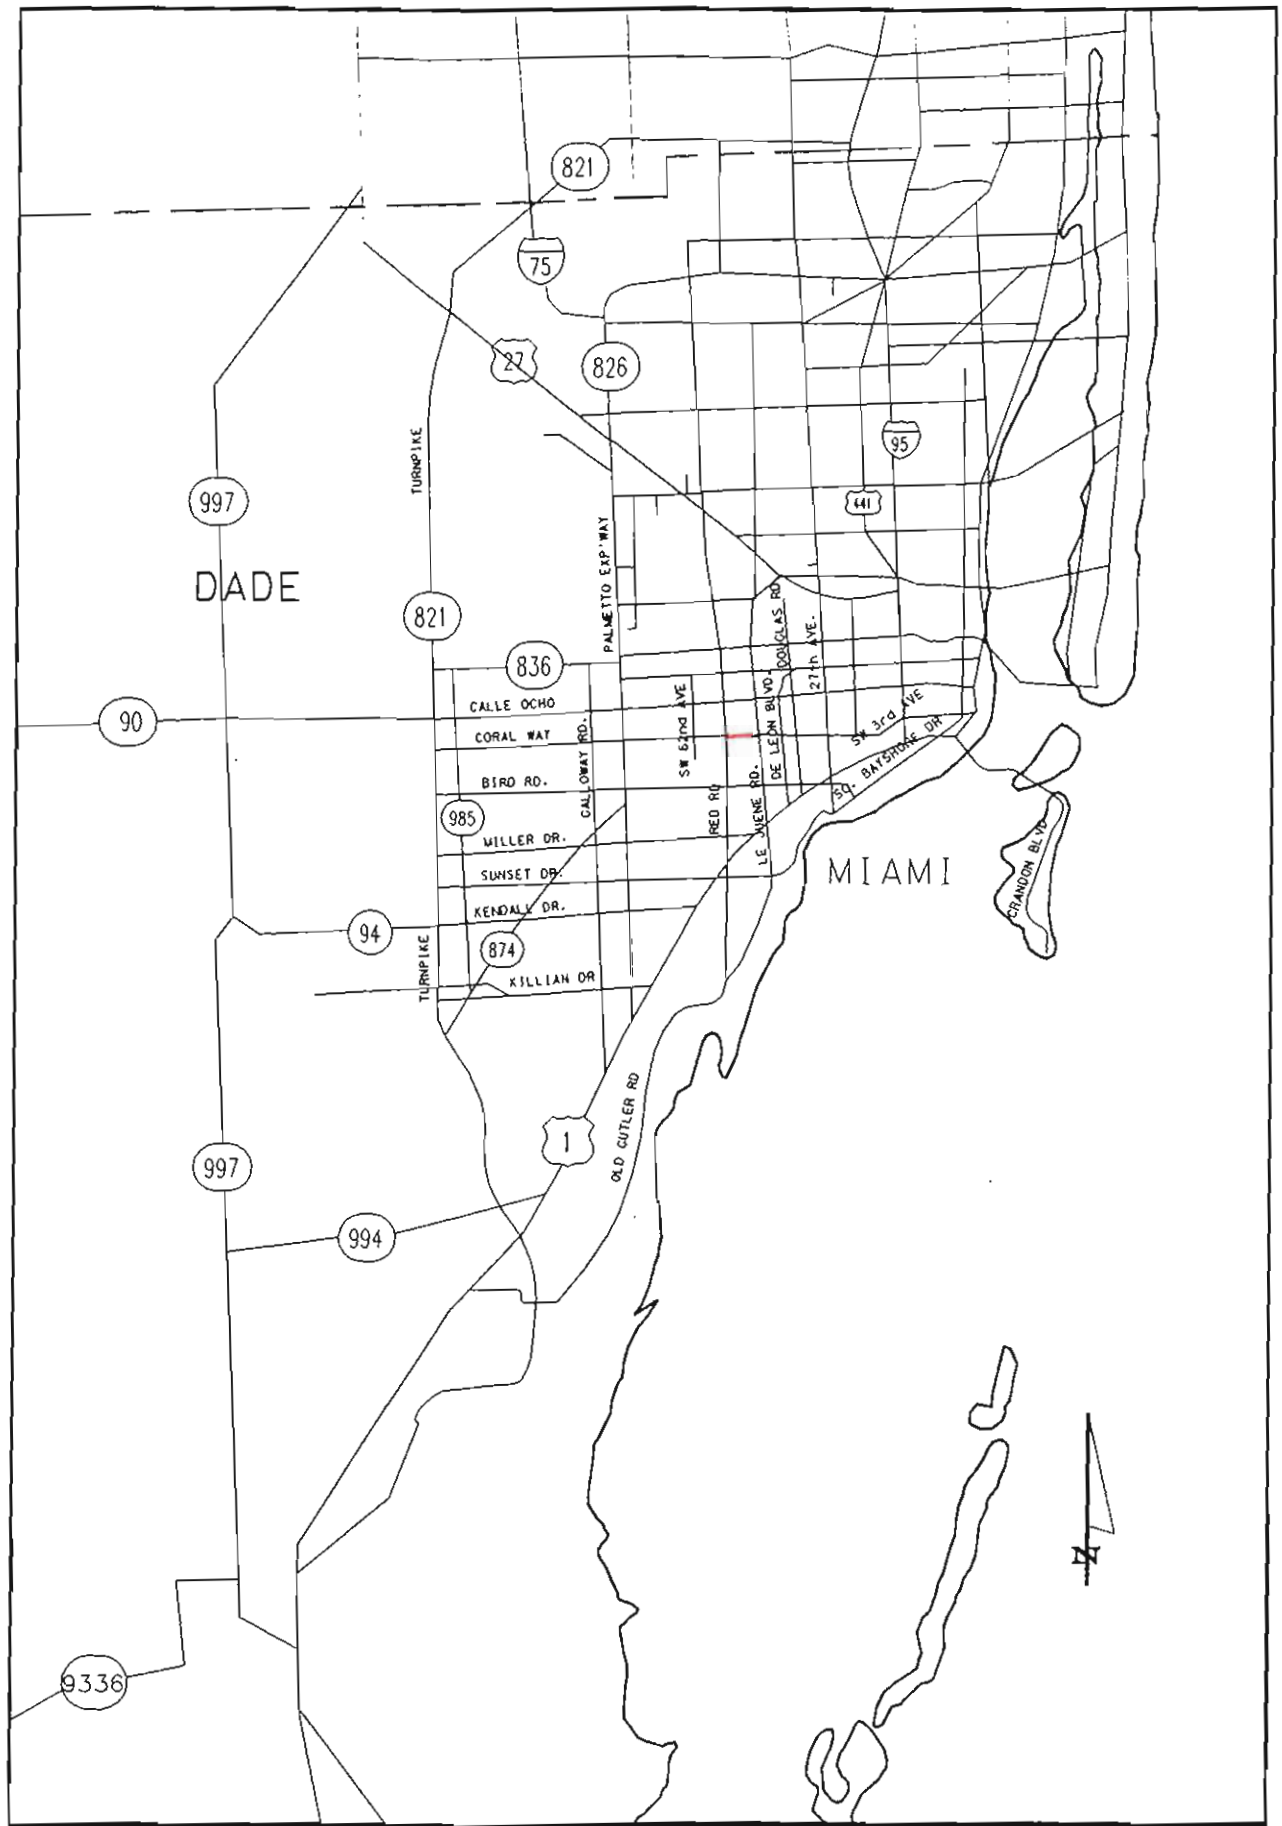 821
75
27
826
TURNPIKE
95
997
441
PALMETTO EXP'WAY
DADE
821
DOUGLAS RD
27th AVE.
836
CALLE OCHO
90
SW 62nd AVE
DE LEON BLVD.
SW 3rd AVE
CORAL WAY
CALLOWAY RD.
SO. BAYSHORE DR
BIRD RD.
985
RED RD
LE JUENE RD.
MILLER DR.
SUNSET DR.
MIAMI
CRANDON BLVD
KENDALL DR.
94
874
TURNPIKE
KILLIAN DR
OLD CUTLER RD
1
997
994
N
9336